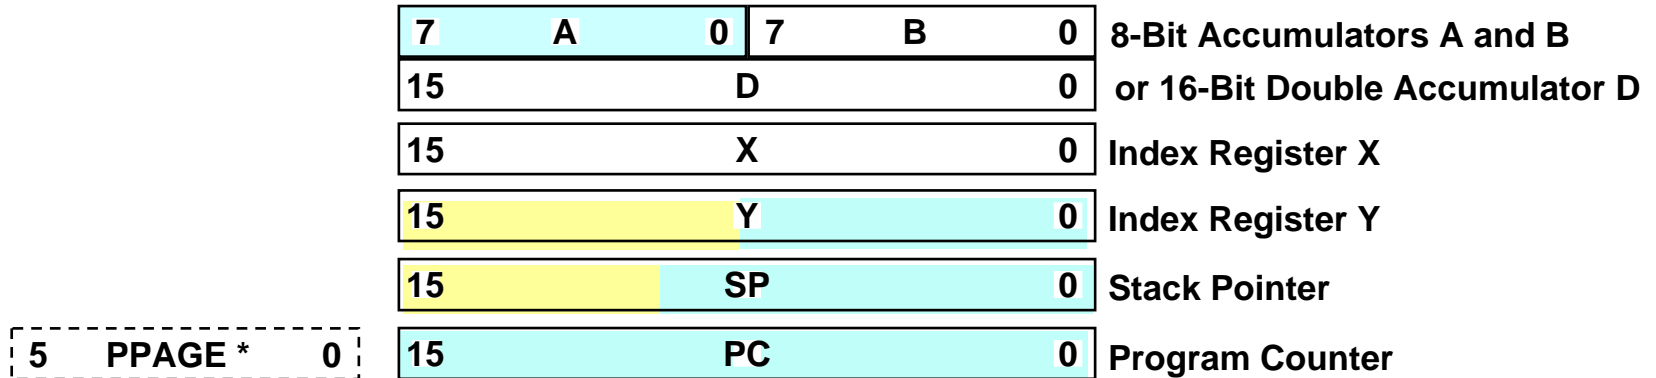 7 A 0 7 B 0 8-Bit Accumulators A and B
15 D 0 or 16-Bit Double Accumulator D
15 X 0 Index Register X
15 Y 0 Index Register Y
15 SP 0 Stack Pointer
5 PPAGE * 0 15 PC 0 Program Counter